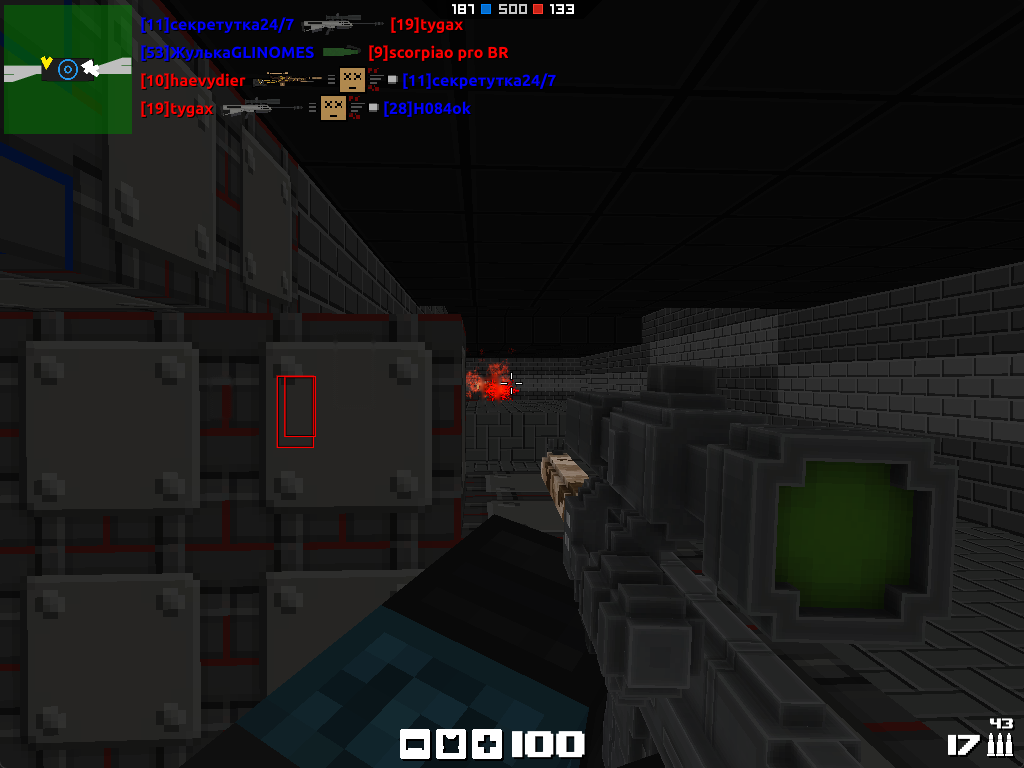 187 500 133
[11]секретутка24/7 [19]tygax
[53]ЖулькаGLINOMES [9]scorpiao pro BR
[10]haevydier [11]секретутка24/7
[19]tygax [28]H084ok
43
17
100